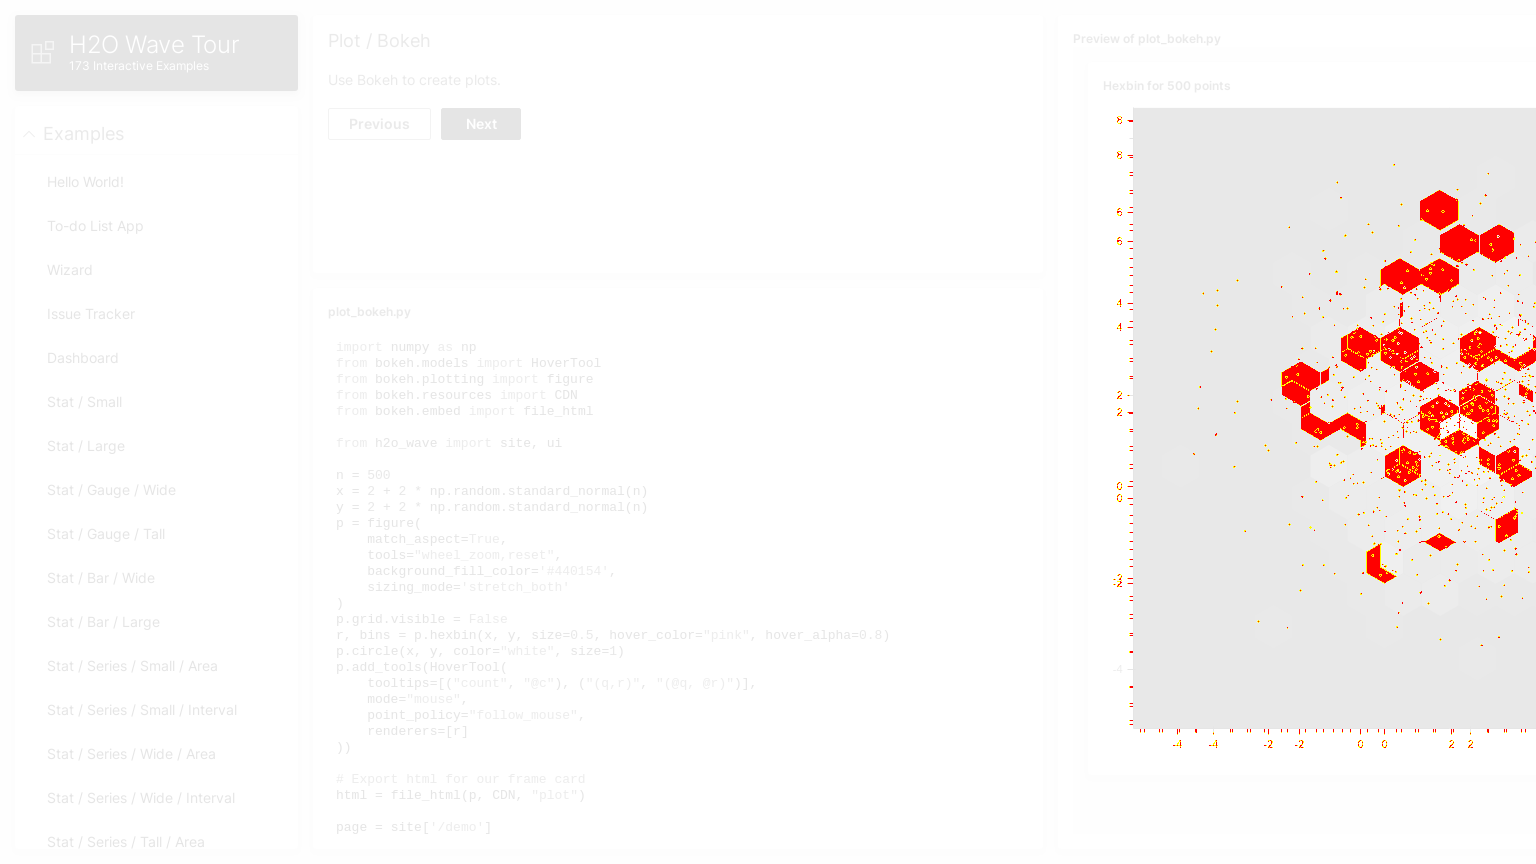 H2O Wave Tour
173 Interactive Examples
Examples
Hello World!
To-do List App
Wizard
Issue Tracker
Dashboard
Stat / Small
Stat / Large
Stat / Gauge / Wide
Stat / Gauge / Tall
Stat / Bar / Wide
Stat / Bar / Large
Stat / Series / Small / Area
Stat / Series / Small / Interval
Stat / Series / Wide / Area
Stat / Series / Wide / Interval
Stat / Series / Tall / Area
Plot / Bokeh
Use Bokeh to create plots.
Previous
Next
plot_bokeh.py
import numpy as np
from bokeh.models import HoverTool
from bokeh.plotting import figure
from bokeh.resources import CDN
from bokeh.embed import file_html
from h2o_wave import site, ui
n = 500
x = 2 + 2 * np.random.standard_normal(n)
y = 2 + 2 * np.random.standard_normal(n)
p = figure(
    match_aspect=True,
    tools="wheel_zoom,reset",
    background_fill_color='#440154',
    sizing_mode='stretch_both'
)
p.grid.visible = False
r, bins = p.hexbin(x, y, size=0.5, hover_color="pink", hover_alpha=0.8)
p.circle(x, y, color="white", size=1)
p.add_tools(HoverTool(
    tooltips=[("count", "@c"), ("(q,r)", "(@q, @r)")],
    mode="mouse",
    point_policy="follow_mouse",
    renderers=[r]
))
# Export html for our frame card
html = file_html(p, CDN, "plot")
page = site['/demo']
Preview of plot_bokeh.py
Hexbin for 500 points
6
6
4
4
2
2
0
0
-4
-4
-4
-2
-2
0
0
2
2